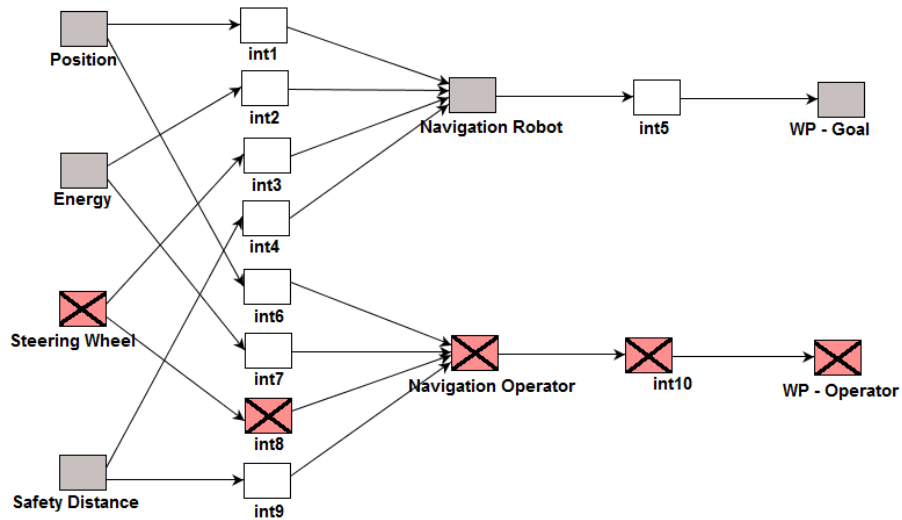 Position
int1
int2
Navigation Robot
int5
WP - Goal
Energy
int3
int4
Steering Wheel
int6
int7
Navigation Operator
int10
WP - Operator
int8
Safety Distance
int9